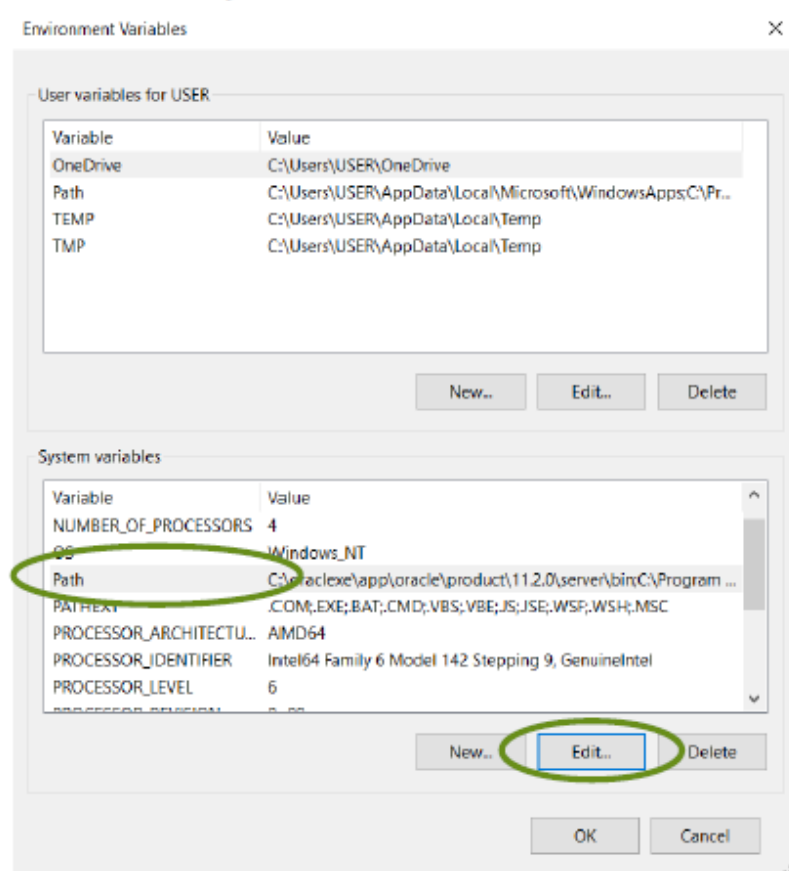 Environment Variables
User variables for USER
Variable Value
OneDrive C:\Users\USER\OneDrive
Path C:\Users\USER\AppData\Local\Microsoft\WindowsApps;C:\Pr...
TEMP C:\Users\USER\AppData\Local\Temp
TMP C:\Users\USER\AppData\Local\Temp
New... Edit... Delete
System variables
Variable Value
NUMBER_OF_PROCESSORS 4
OS Windows_NT
Path C:\oraclexe\app\oracle\product\11.2.0\server\bin;C:\Program ...
PATHEXT .COM;.EXE;.BAT;.CMD;.VBS;.VBE;.JS;.JSE;.WSF;.WSH;.MSC
PROCESSOR_ARCHITECTU... AMD64
PROCESSOR_IDENTIFIER Intel64 Family 6 Model 142 Stepping 9, GenuineIntel
PROCESSOR_LEVEL 6
New... Edit... Delete
OK Cancel